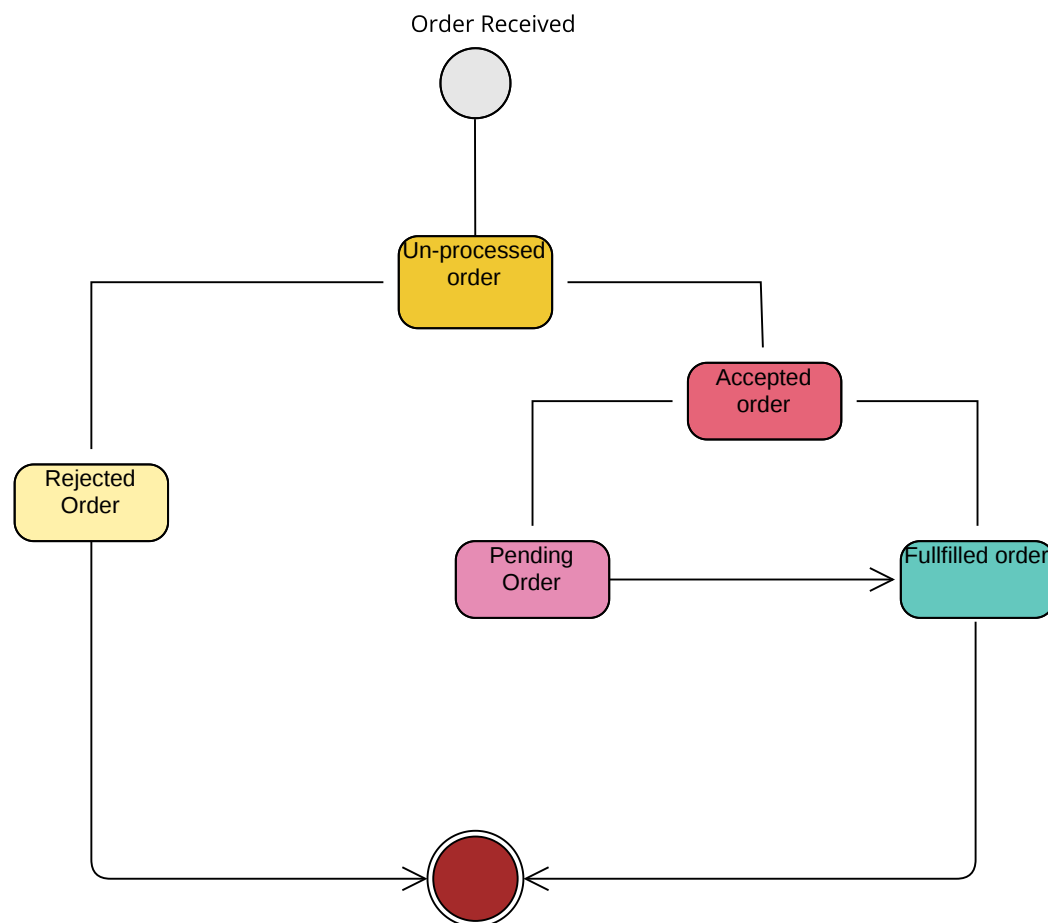 Order Received
Un-processed
order
Accepted
order
Rejected
Order
Pending
Order
Fullfilled order